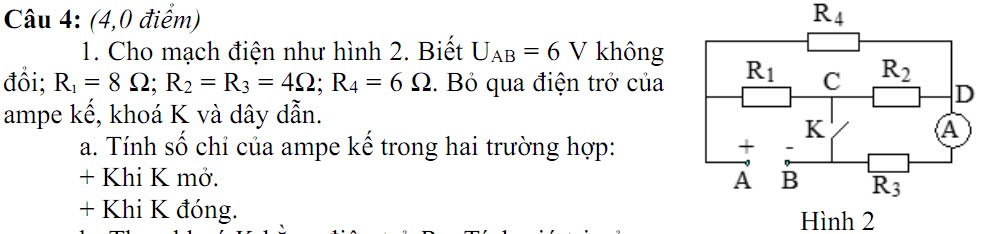 Câu 4: (4,0 điểm)
1. Cho mạch điện như hình 2. Biết UAB = 6 V không
đổi; R₁ = 8 Ω; R2 = R3 = 4Ω; R4 = 6 Ω. Bỏ qua điện trở của
ampe kế, khoá K và dây dẫn.
a. Tính số chỉ của ampe kế trong hai trường hợp:
+ Khi K mở.
+ Khi K đóng.
R4
R1
C
R2
D
K
A
+
-
A
B
R3
Hình 2